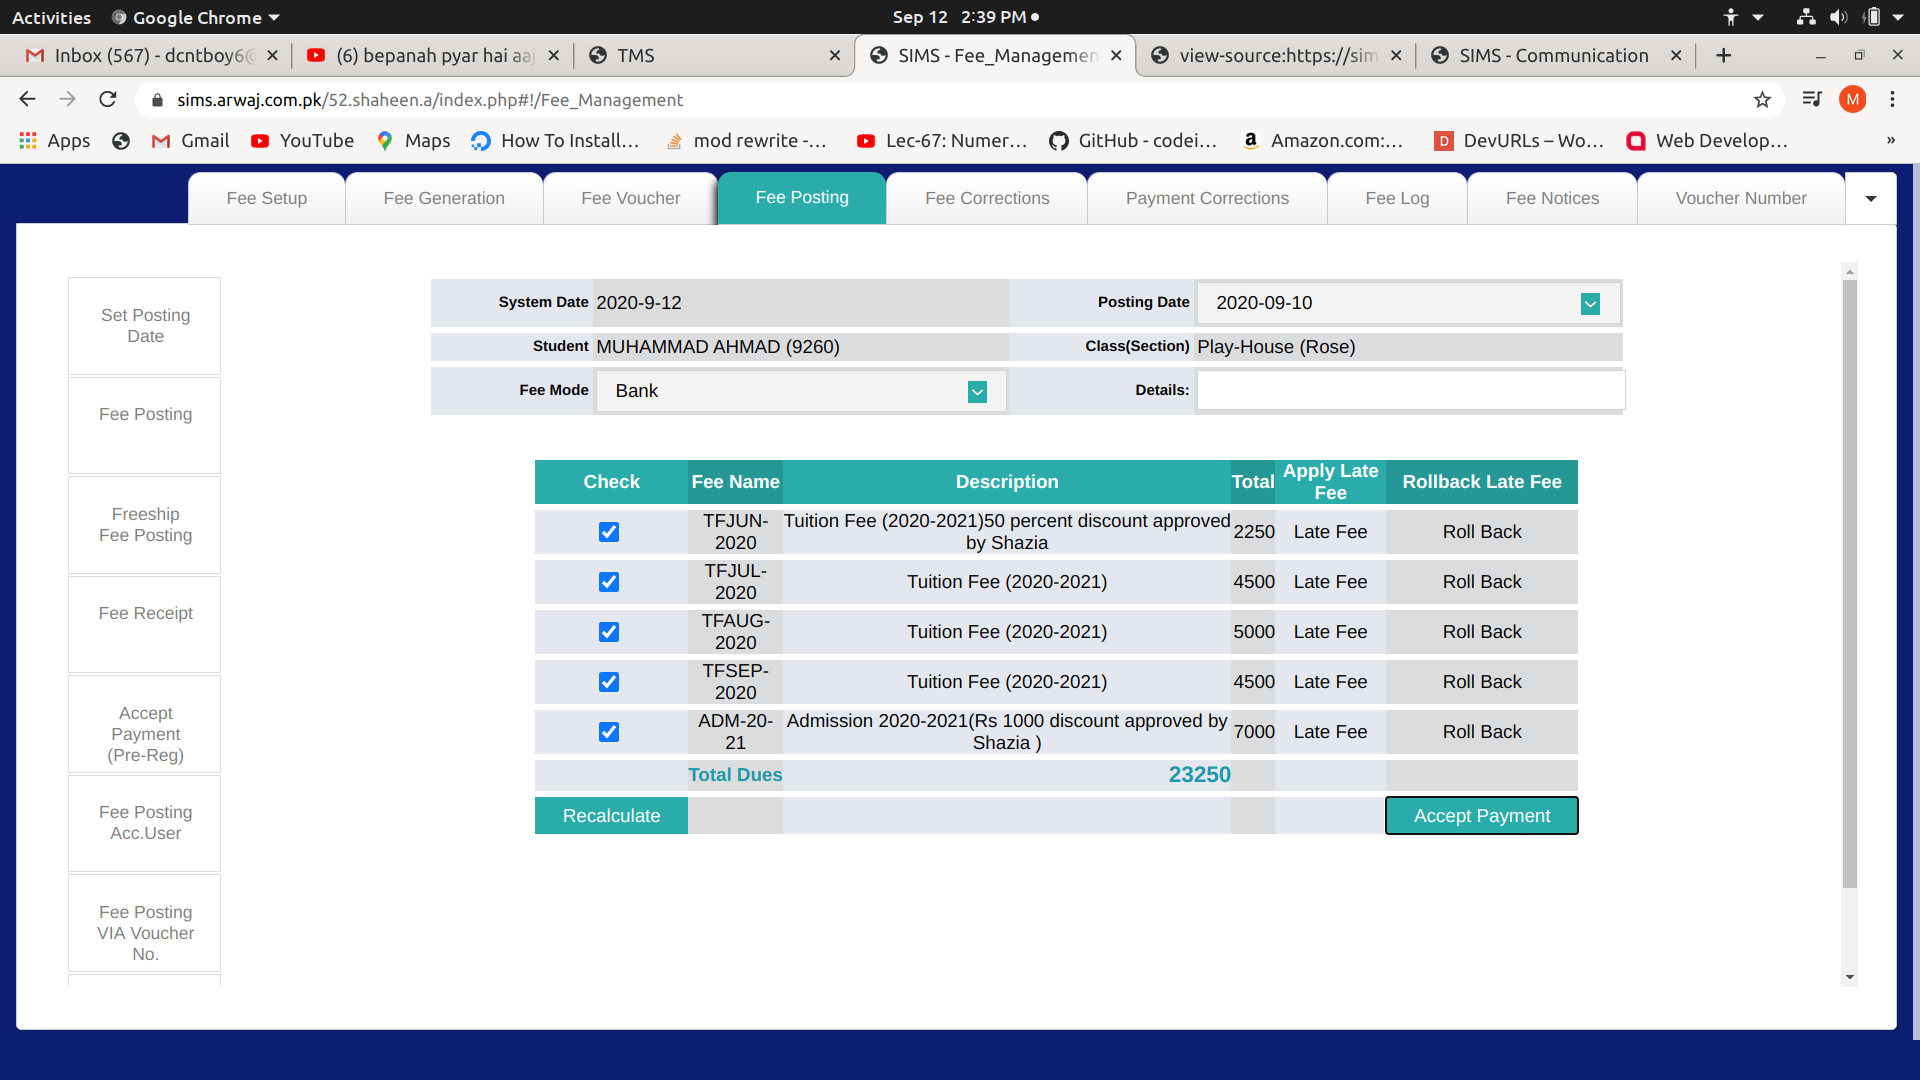 Activities Google Chrome Sep 12 2:39 PM
Inbox (567) - dcntboy6@ (6) bepanah pyar hai aaj TMS SIMS - Fee_Managemen view-source:https://sim SIMS - Communication
sims.arwaj.com.pk/52.shaheen.a/index.php#!/Fee_Management M
Apps Gmail YouTube Maps How To Install... mod rewrite -... Lec-67: Numer... GitHub - codei... Amazon.com:... DevURLs – Wo... Web Develop... »
Fee Setup Fee Generation Fee Voucher Fee Posting Fee Corrections Payment Corrections Fee Log Fee Notices Voucher Number
Set Posting
Date
Fee Posting
Freeship
Fee Posting
Fee Receipt
Accept
Payment
(Pre-Reg)
Fee Posting
Acc.User
Fee Posting
VIA Voucher
No.
System Date 2020-9-12 Posting Date 2020-09-10
Student MUHAMMAD AHMAD (9260) Class(Section) Play-House (Rose)
Fee Mode Bank Details:
Check Fee Name Description Total Apply Late Fee Rollback Late Fee
TFJUN-2020 Tuition Fee (2020-2021)50 percent discount approved by Shazia 2250 Late Fee Roll Back
TFJUL-2020 Tuition Fee (2020-2021) 4500 Late Fee Roll Back
TFAUG-2020 Tuition Fee (2020-2021) 5000 Late Fee Roll Back
TFSEP-2020 Tuition Fee (2020-2021) 4500 Late Fee Roll Back
ADM-20-21 Admission 2020-2021(Rs 1000 discount approved by Shazia ) 7000 Late Fee Roll Back
Total Dues 23250
Recalculate Accept Payment